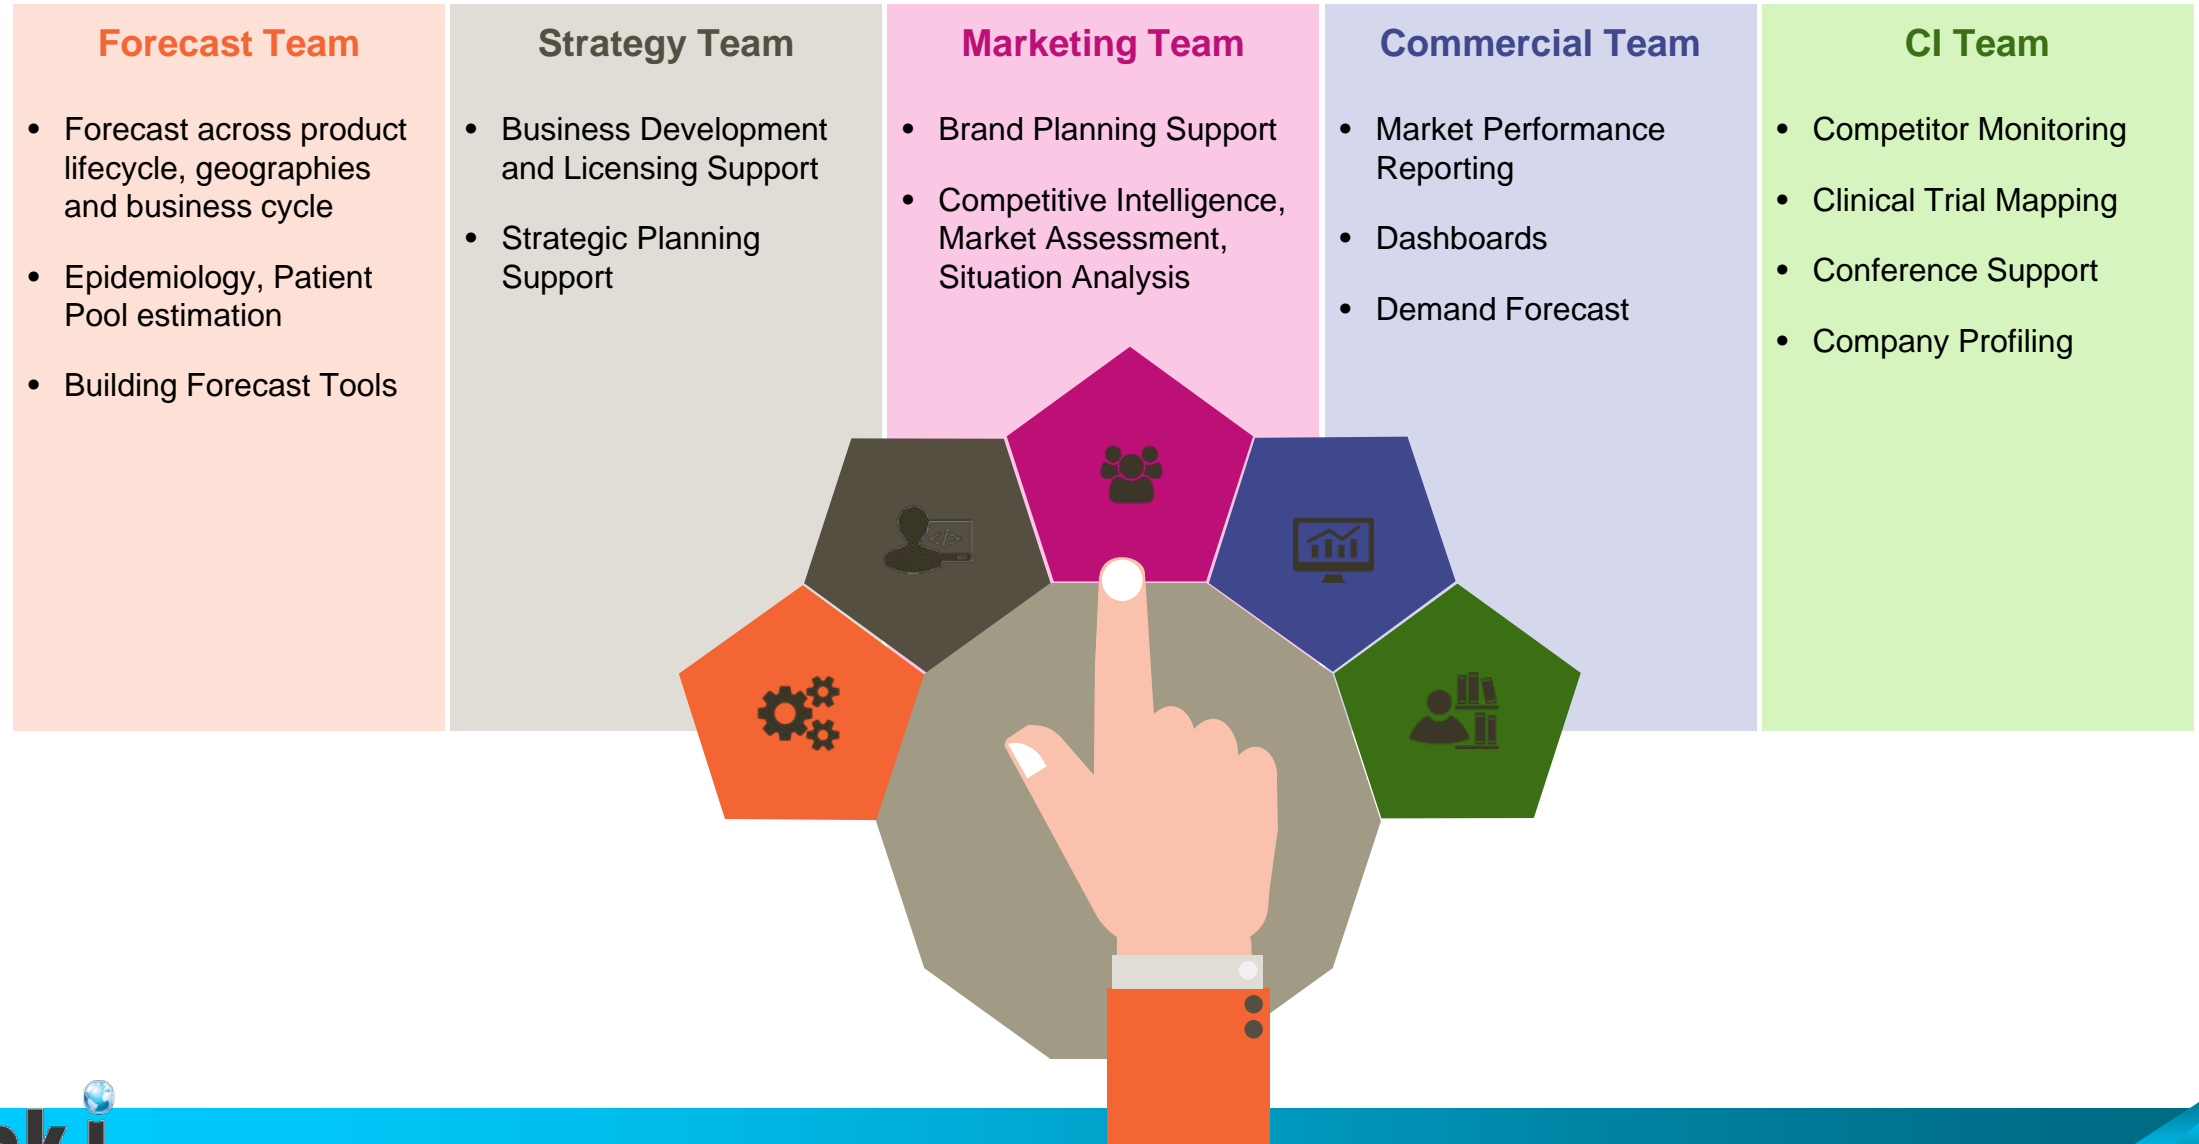 Forecast Team
• Forecast across product
lifecycle, geographies
and business cycle
• Epidemiology, Patient
Pool estimation
• Building Forecast Tools
Strategy Team
• Business Development
and Licensing Support
• Strategic Planning
Support
Marketing Team
• Brand Planning Support
• Competitive Intelligence,
Market Assessment,
Situation Analysis
Commercial Team
• Market Performance
Reporting
• Dashboards
• Demand Forecast
CI Team
• Competitor Monitoring
• Clinical Trial Mapping
• Conference Support
• Company Profiling